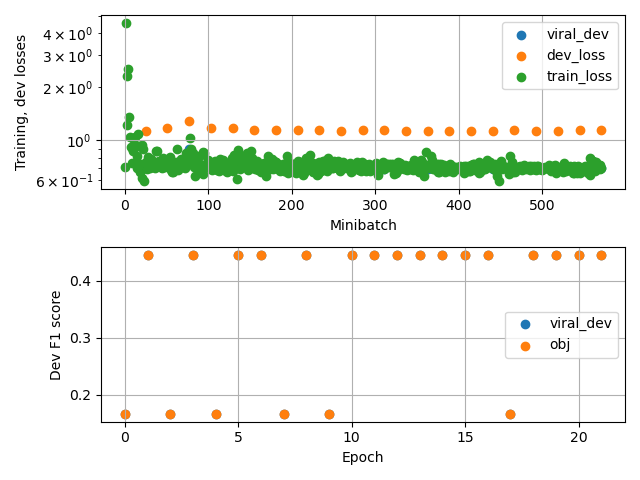 4 × 10⁰
3 × 10⁰
2 × 10⁰
10⁰
6 × 10⁻¹
Training, dev losses
viral_dev
dev_loss
train_loss
0 100 200 300 400 500
Minibatch
0.4
0.3
0.2
Dev F1 score
viral_dev
obj
0 5 10 15 20
Epoch